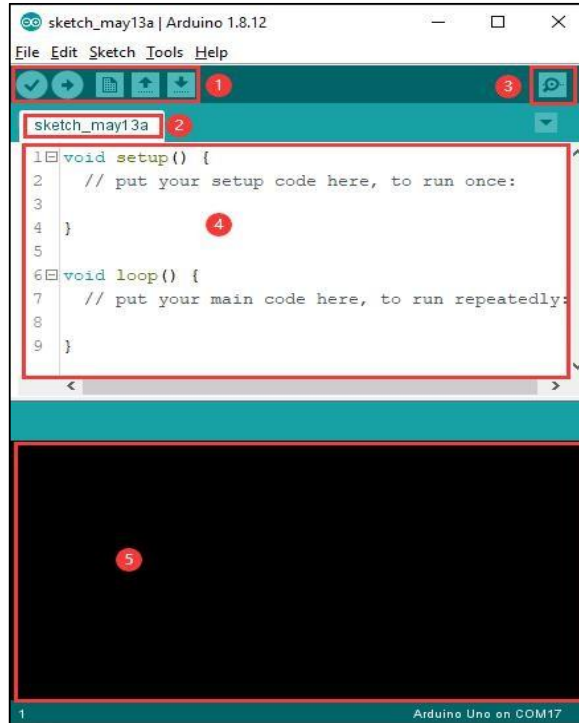 sketch_may13a | Arduino 1.8.12
File Edit Sketch Tools Help
1
3
sketch_may13a 2
1 void setup() {
2 // put your setup code here, to run once:
3
4 }
4
5
6 void loop() {
7 // put your main code here, to run repeatedly:
8
9 }
5
1 Arduino Uno on COM17